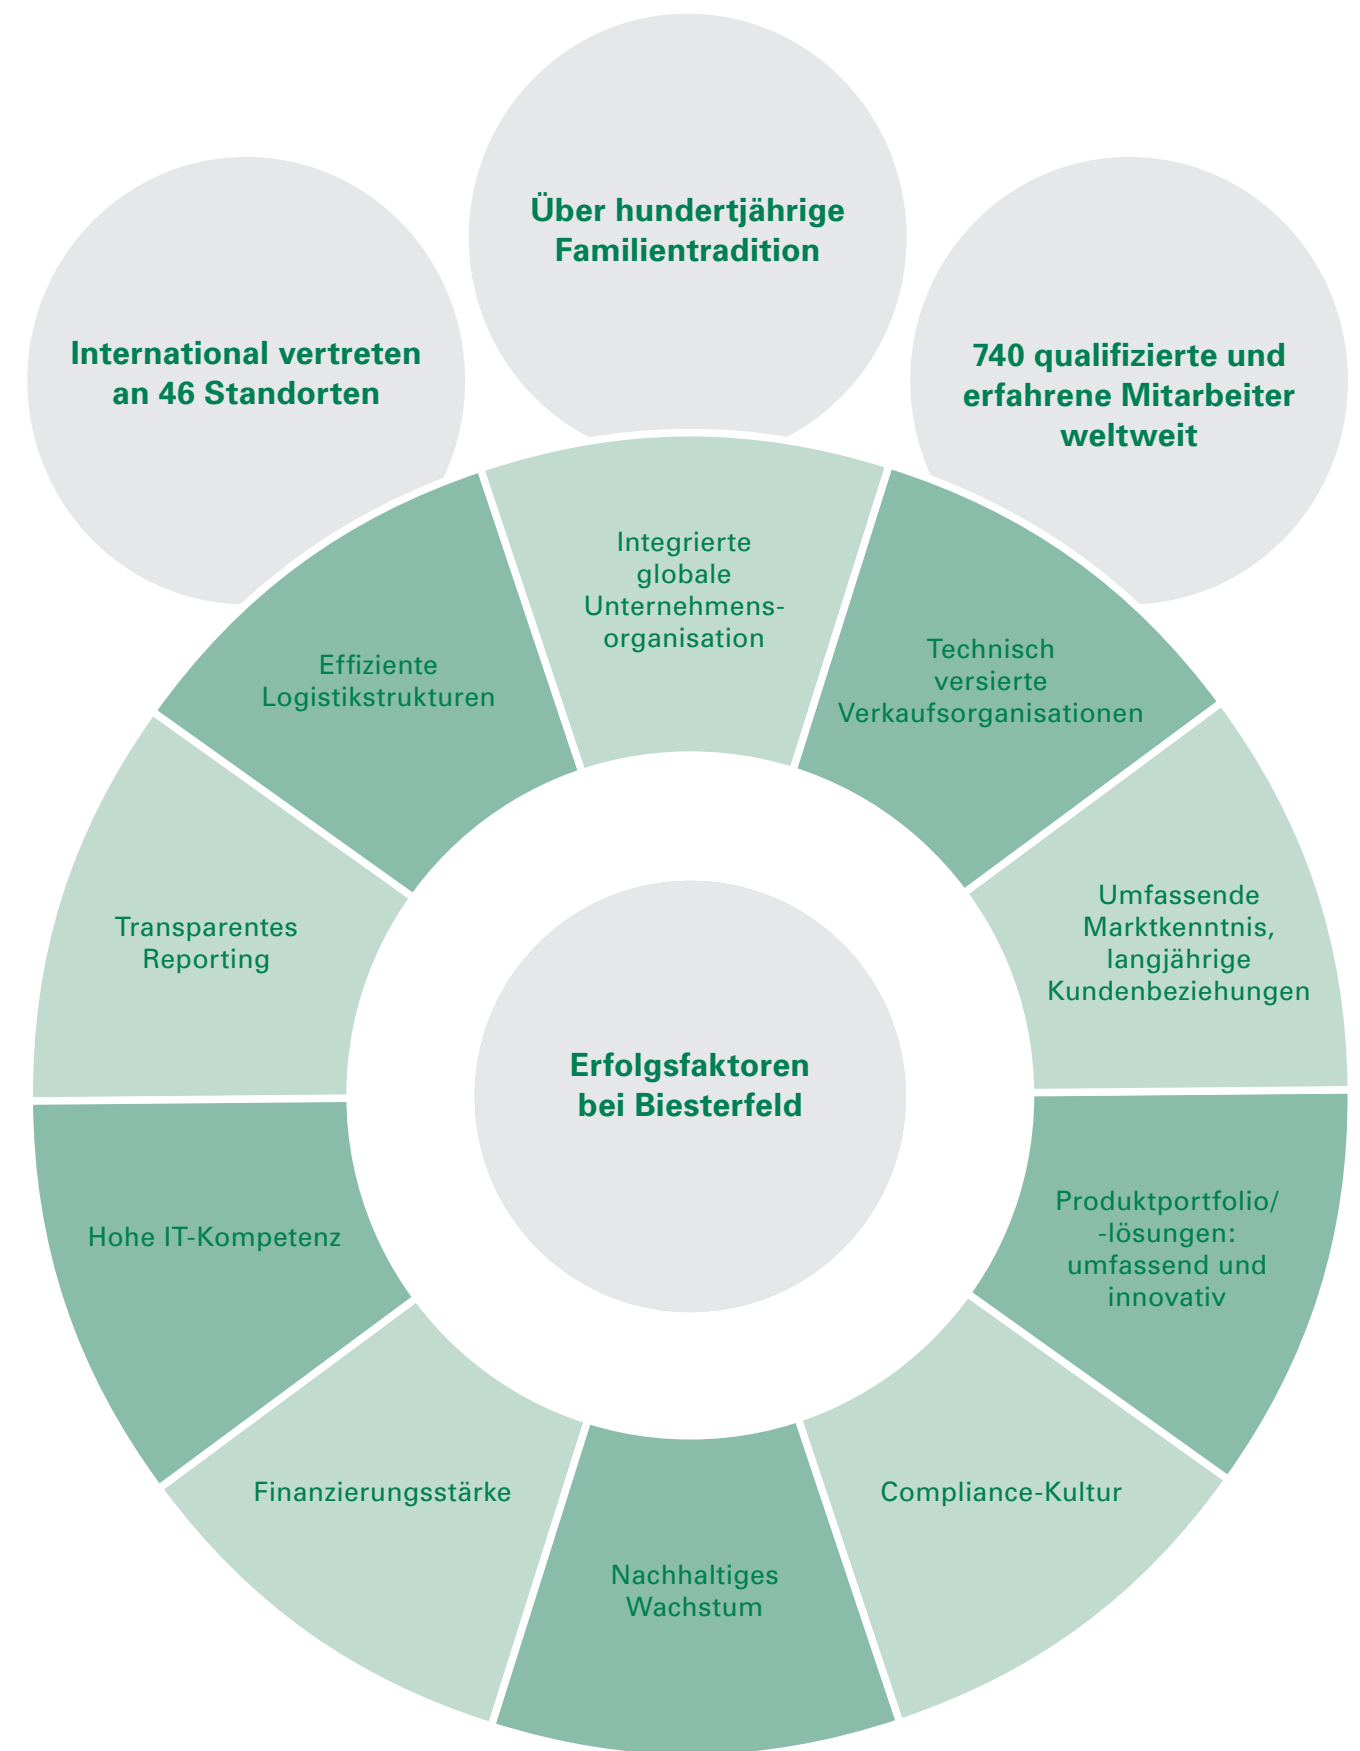 Über hundertjährige
Familientradition
International vertreten
an 46 Standorten
740 qualifizierte und
erfahrene Mitarbeiter
weltweit
Integrierte
globale
Unternehmens-
organisation
Technisch
versierte
Verkaufsorganisationen
Umfassende
Marktkenntnis,
langjährige
Kundenbeziehungen
Produktportfolio/
-lösungen:
umfassend und
innovativ
Compliance-Kultur
Nachhaltiges
Wachstum
Finanzierungsstärke
Hohe IT-Kompetenz
Transparentes
Reporting
Effiziente
Logistikstrukturen
Erfolgsfaktoren
bei Biesterfeld